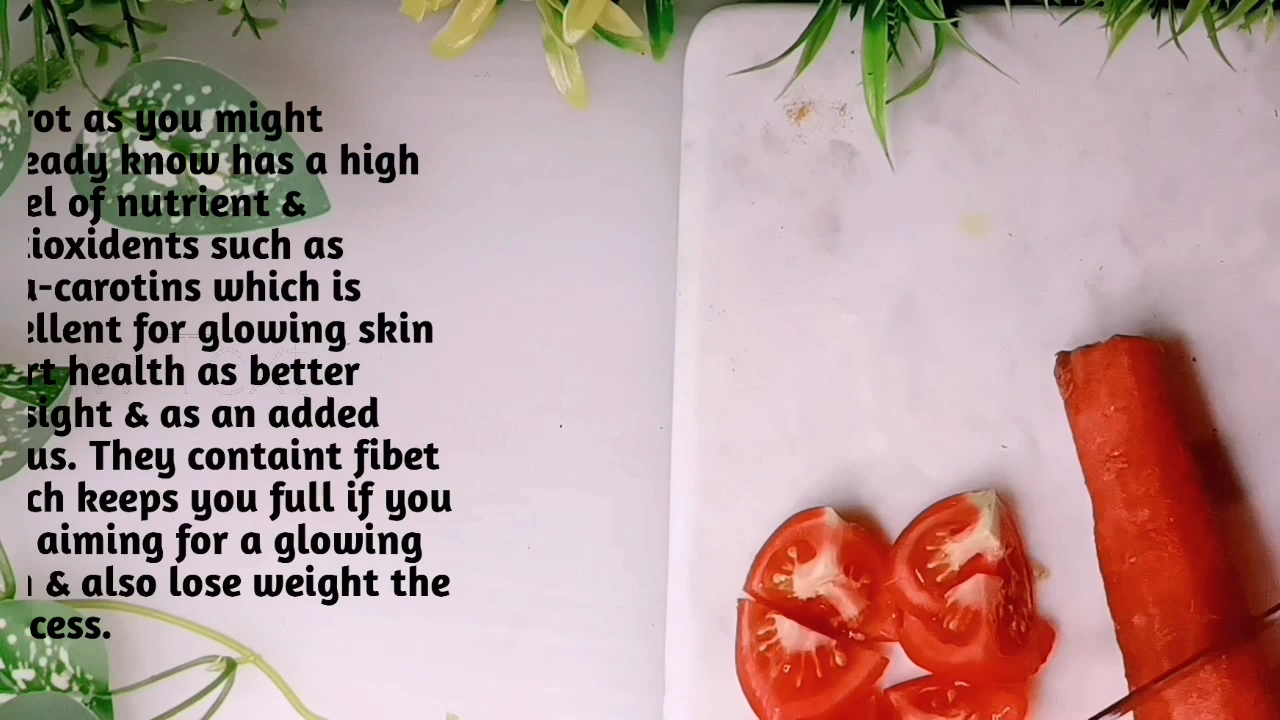 rot as you might
eady know has a high
el of nutrient &
ioxidents such as
a-carotins which is
ellent for glowing skin
rt health as better
sight & as an added
us. They containt fibet
ch keeps you full if you
aiming for a glowing
& also lose weight the
cess.